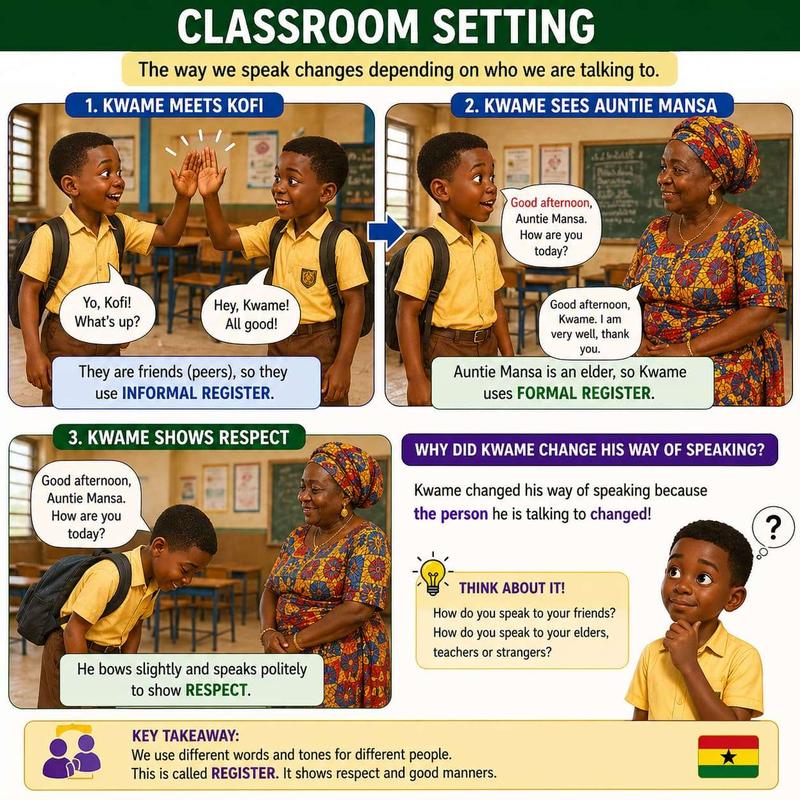 CLASSROOM SETTING
The way we speak changes depending on who we are talking to.
1. KWAME MEETS KOFI
Yo, Kofi!
What's up?
Hey, Kwame!
All good!
They are friends (peers), so they
use INFORMAL REGISTER.
2. KWAME SEES AUNTIE MANSA
Good afternoon,
Auntie Mansa.
How are you
today?
Good afternoon,
Kwame. I am
very well, thank
you.
Auntie Mansa is an elder, so Kwame
uses FORMAL REGISTER.
3. KWAME SHOWS RESPECT
Good afternoon,
Auntie Mansa.
How are you
today?
He bows slightly and speaks politely
to show RESPECT.
WHY DID KWAME CHANGE HIS WAY OF SPEAKING?
Kwame changed his way of speaking because
the person he is talking to changed!
?
THINK ABOUT IT!
How do you speak to your friends?
How do you speak to your elders,
teachers or strangers?
KEY TAKEAWAY:
We use different words and tones for different people.
This is called REGISTER. It shows respect and good manners.